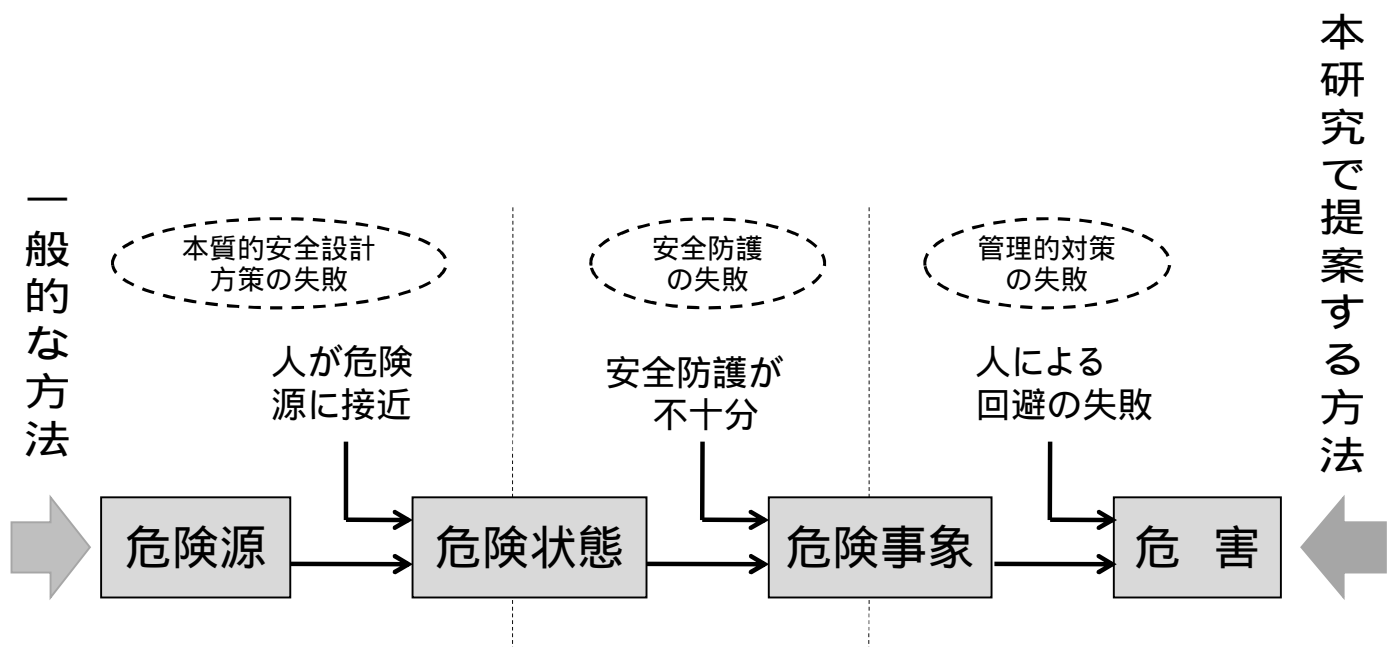 一般的な方法
本質的安全設計
方策の失敗
安全防護
の失敗
管理的対策
の失敗
人が危険
源に接近
安全防護が
不十分
人による
回避の失敗
危険源
危険状態
危険事象
危 害
本研究で提案する方法